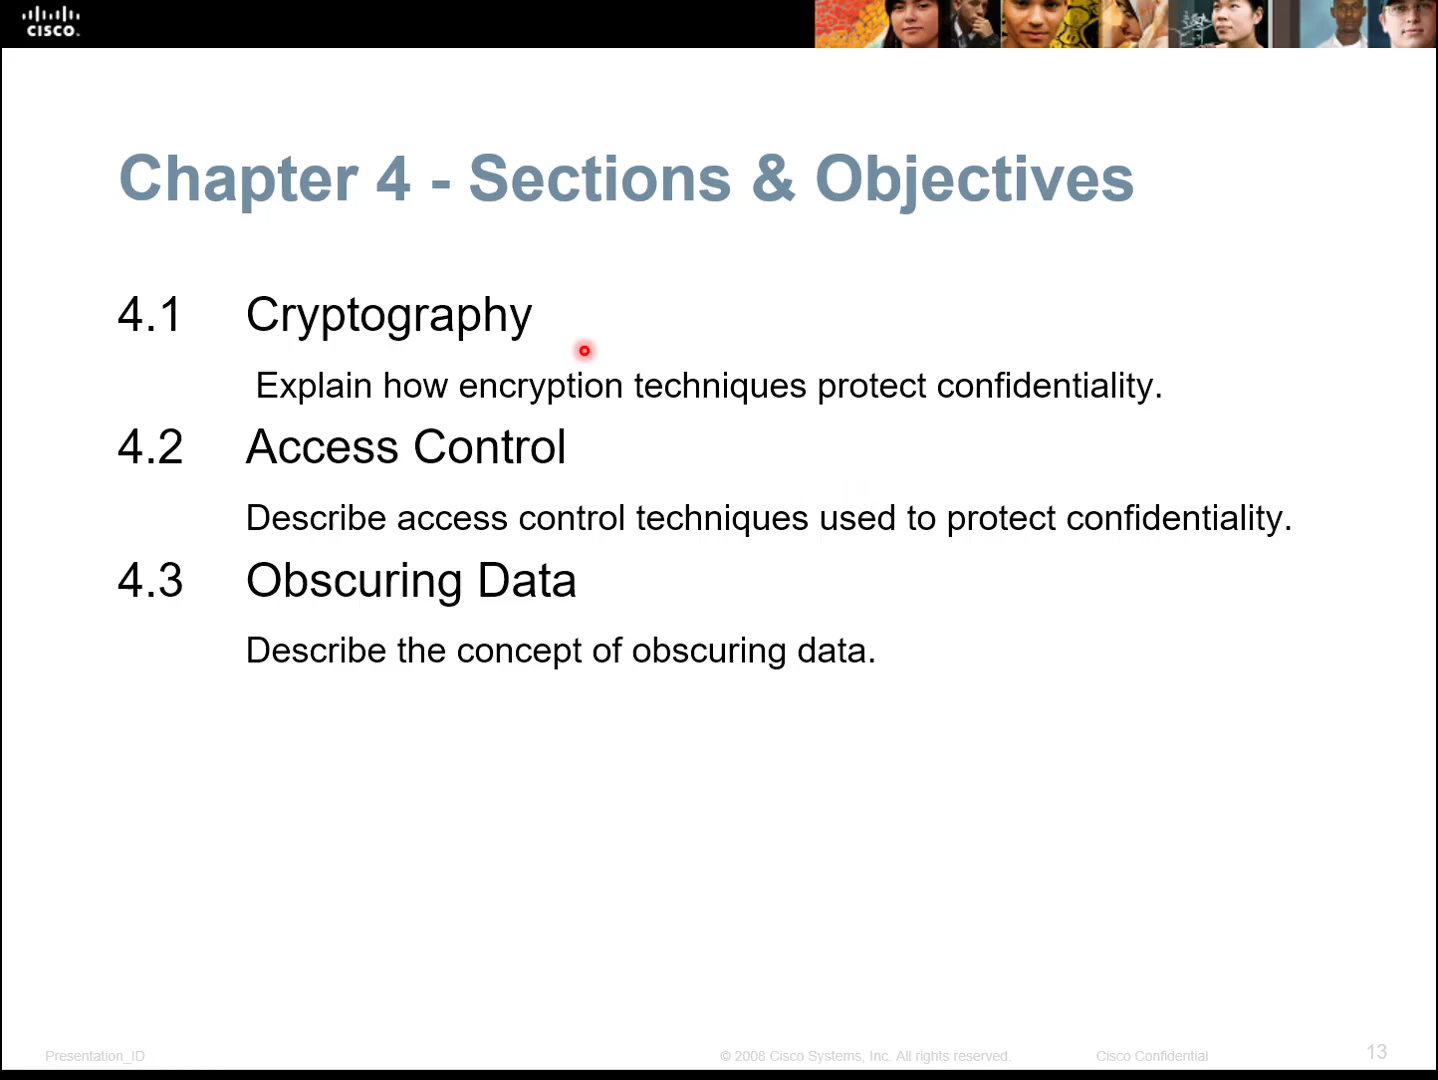 CISCO.
Chapter 4 - Sections & Objectives
4.1 Cryptography
Explain how encryption techniques protect confidentiality.
4.2 Access Control
Describe access control techniques used to protect confidentiality.
4.3 Obscuring Data
Describe the concept of obscuring data.
Presentation_ID © 2008 Cisco Systems, Inc. All rights reserved. Cisco Confidential 13